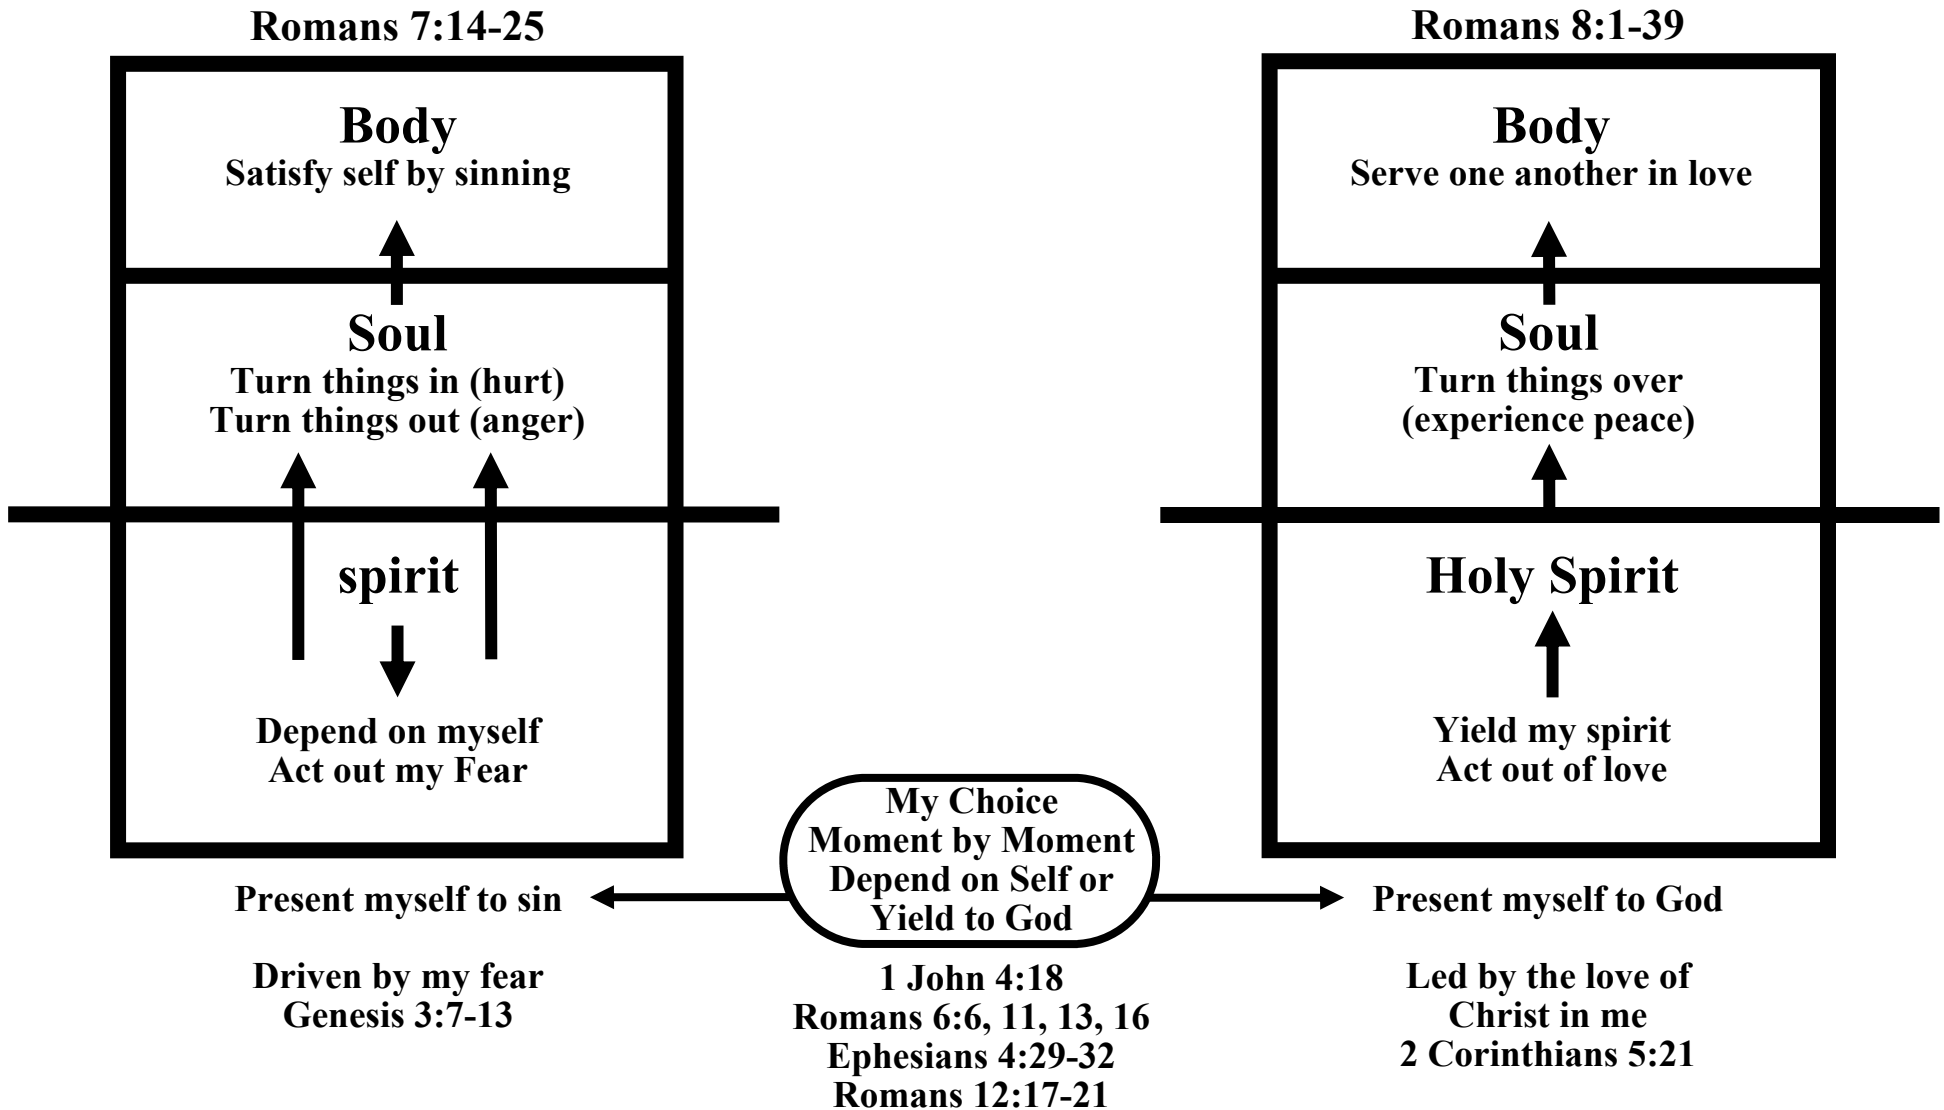 Romans 7:14-25
Body
Satisfy self by sinning
Soul
Turn things in (hurt)
Turn things out (anger)
spirit
Depend on myself
Act out my Fear
Present myself to sin
Driven by my fear
Genesis 3:7-13
My Choice
Moment by Moment
Depend on Self or
Yield to God
1 John 4:18
Romans 6:6, 11, 13, 16
Ephesians 4:29-32
Romans 12:17-21
Romans 8:1-39
Body
Serve one another in love
Soul
Turn things over
(experience peace)
Holy Spirit
Yield my spirit
Act out of love
Present myself to God
Led by the love of
Christ in me
2 Corinthians 5:21